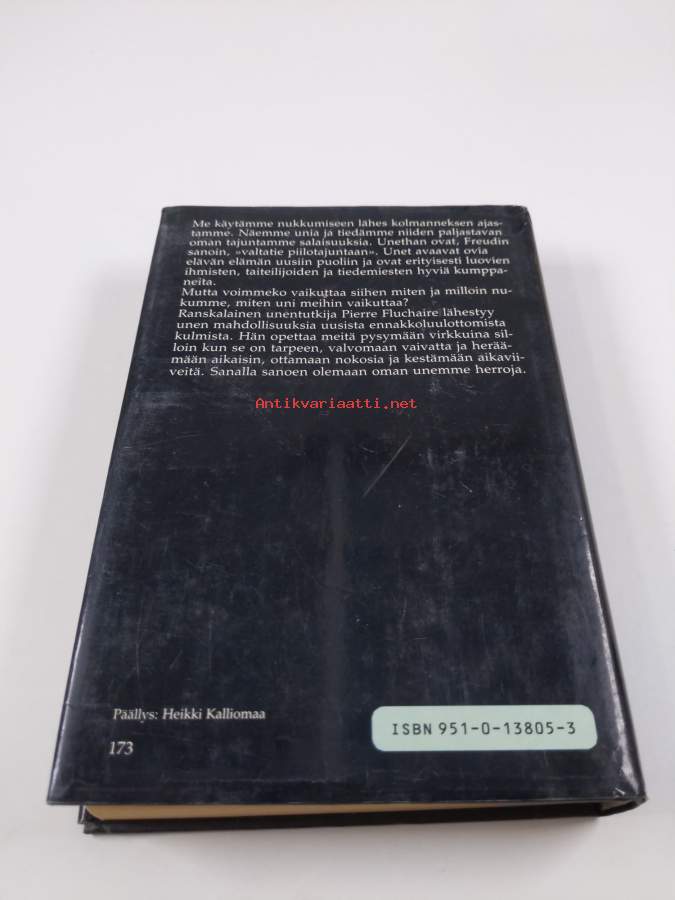 Me käytämme nukkumiseen lähes kolmanneksen ajas-
tamme. Näemme unia ja tiedämme niiden paljastavan
oman tajuntamme salaisuuksia. Unethan ovat, Freudin
sanoin, »valtatie piilotajuntaan». Unet avaavat ovia
elävän elämän uusiin puoliin ja ovat erityisesti luovien
ihmisten, taiteilijoiden ja tiedemiesten hyviä kumppa-
neita.
Mutta voimmeko vaikuttaa siihen miten ja milloin nu-
kumme, miten uni meihin vaikuttaa?
Ranskalainen unentutkija Pierre Fluchaire lähestyy
unen mahdollisuuksia uusista ennakkoluulottomista
kulmista. Hän opettaa meitä pysymään virkkuina sil-
loin kun se on tarpeen, valvomaan vaivatta ja herää-
mään aikaisin, ottamaan nokosia ja kestämään aikavii-
veitä. Sanalla sanoen olemaan oman unemme herroja.
Antikvariaatti.net
Päällys: Heikki Kalliomaa
173
ISBN 951-0-13805-3